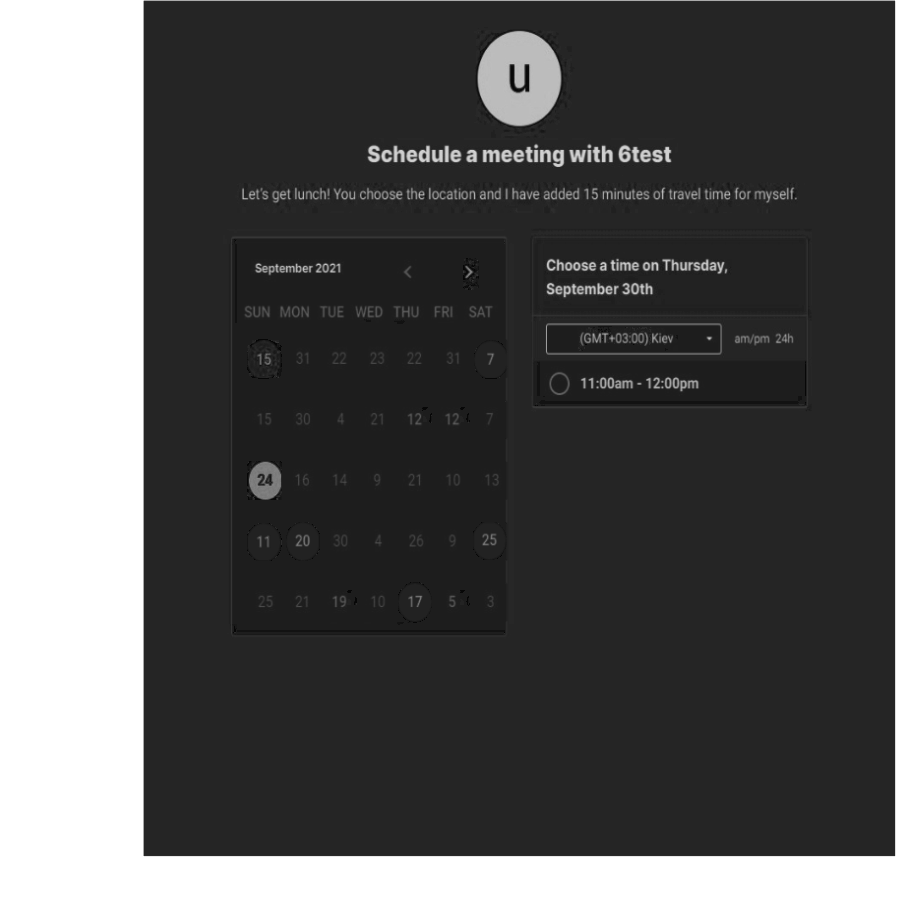 u
Schedule a meeting with 6test
Let's get lunch! You choose the location and I have added 15 minutes of travel time for myself.
September 2021
SUN MON TUE WED THU FRI SAT
15 31 22 23 22 31 7
15 30 4 21 12 12 7
24 16 14 9 21 10 13
11 20 30 4 26 9 25
25 21 19 10 17 5 3
Choose a time on Thursday,
September 30th
(GMT+03:00) Kiev am/pm 24h
11:00am - 12:00pm